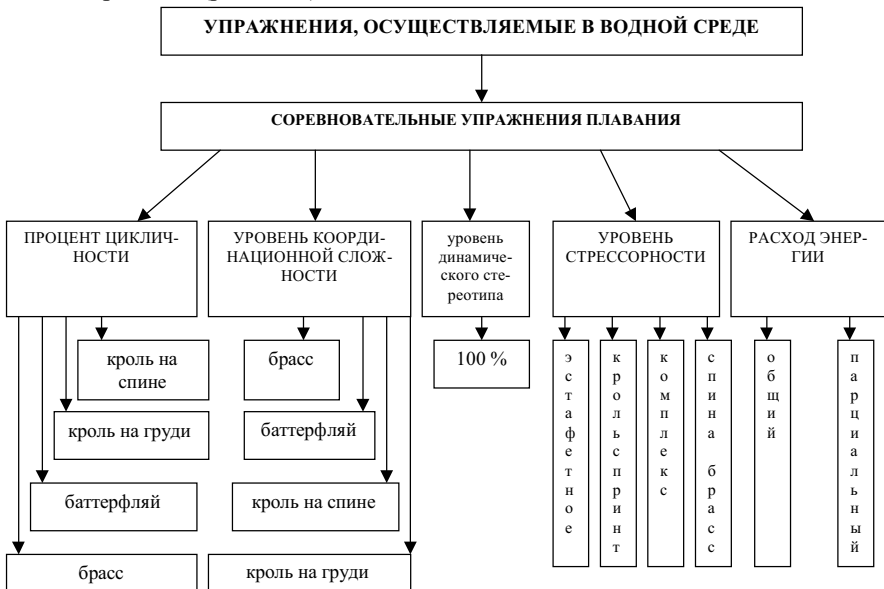 УПРАЖНЕНИЯ, ОСУЩЕСТВЛЯЕМЫЕ В ВОДНОЙ СРЕДЕ
СОРЕВНОВАТЕЛЬНЫЕ УПРАЖНЕНИЯ ПЛАВАНИЯ
ПРОЦЕНТ ЦИКЛИЧ-
НОСТИ
УРОВЕНЬ КООРДИ-
НАЦИОННОЙ СЛОЖ-
НОСТИ
уровень
динамиче-
ского сте-
реотипа
УРОВЕНЬ
СТРЕССОРНОСТИ
РАСХОД ЭНЕР-
ГИИ
кроль на
спине
кроль на груди
баттерфляй
брасс
брасс
баттерфляй
кроль на спине
кроль на груди
100 %
эстафетное
крольспринт
комплекс
спина брасс
общий
парциальный